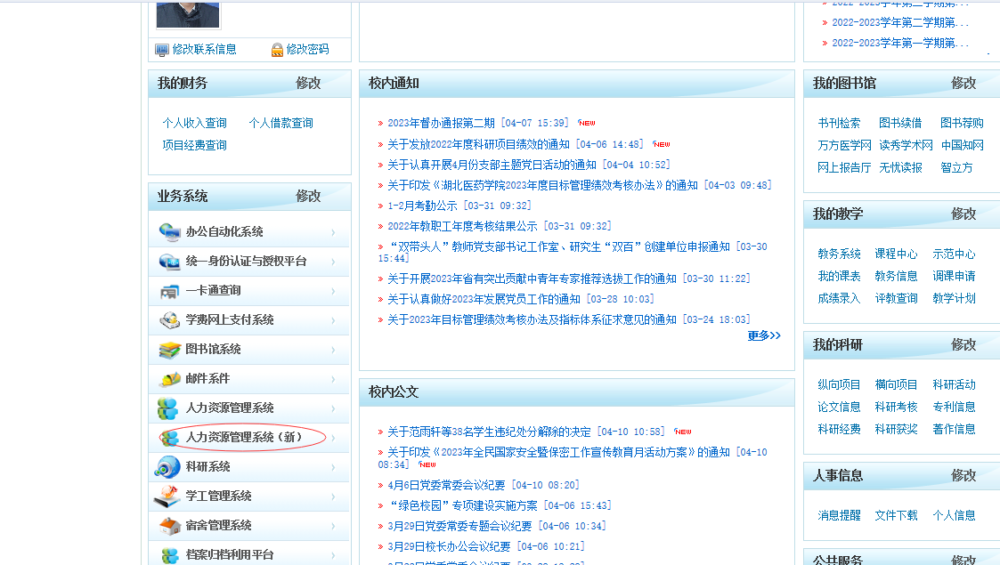 修改联系信息 修改密码
我的财务 修改
个人收入查询 个人借款查询
项目经费查询
业务系统 修改
办公自动化系统
统一身份认证与授权平台
一卡通查询
学费网上支付系统
图书馆系统
邮件系件
人力资源管理系统
人力资源管理系统（新）
科研系统
学工管理系统
宿舍管理系统
档案归档利用平台
校内通知
» 2023年督办通报第二期 [04-07 15:39] NEW
» 关于发放2022年度科研项目绩效的通知 [04-06 14:48] NEW
» 关于认真开展4月份支部主题党日活动的通知 [04-04 10:52]
» 关于印发《湖北医药学院2023年度目标管理绩效考核办法》的通知 [04-03 09:48]
» 1-2月考勤公示 [03-31 09:32]
» 2022年教职工年度考核结果公示 [03-31 09:32]
» “双带头人”教师党支部书记工作室、研究生“双百”创建单位申报通知 [03-30
15:44]
» 关于开展2023年省有突出贡献中青年专家推荐选拔工作的通知 [03-30 11:22]
» 关于认真做好2023年发展党员工作的通知 [03-28 10:03]
» 关于2023年目标管理绩效考核办法及指标体系征求意见的通知 [03-24 18:03]
更多>>
校内公文
» 关于范雨轩等38名学生违纪处分解除的决定 [04-10 10:58] NEW
» 关于印发《2023年全民国家安全暨保密工作宣传教育月活动方案》的通知 [04-10
08:34] NEW
» 4月6日党委常委会议纪要 [04-10 08:20]
» “绿色校园”专项建设实施方案 [04-06 15:43]
» 3月29日党委常委专题会议纪要 [04-06 10:34]
» 3月29日校长办公会议纪要 [04-06 10:21]
» 2022-2023学年第二学期第...
» 2022-2023学年第二学期第...
» 2022-2023学年第一学期第...
我的图书馆 修改
书刊检索 图书续借 图书荐购
万方医学网 读秀学术网 中国知网
网上报告厅 无忧读报 智立方
我的教学 修改
教务系统 课程中心 示范中心
我的课表 教务信息 调课申请
成绩录入 评教查询 教学计划
我的科研 修改
纵向项目 横向项目 科研活动
论文信息 科研考核 专利信息
科研经费 科研获奖 著作信息
人事信息 修改
消息提醒 文件下载 个人信息
公共服务 修改